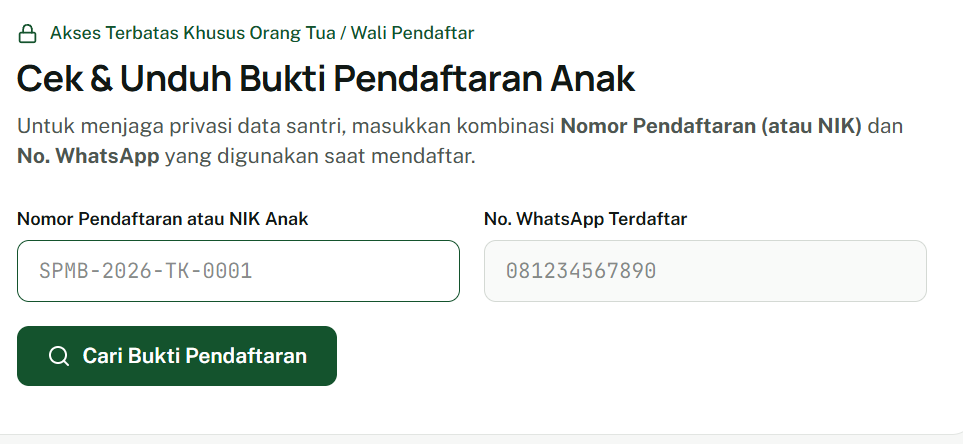 Akses Terbatas Khusus Orang Tua / Wali Pendaftar
Cek & Unduh Bukti Pendaftaran Anak
Untuk menjaga privasi data santri, masukkan kombinasi Nomor Pendaftaran (atau NIK) dan
No. WhatsApp yang digunakan saat mendaftar.
Nomor Pendaftaran atau NIK Anak
No. WhatsApp Terdaftar
SPMB-2026-TK-0001
081234567890
Cari Bukti Pendaftaran